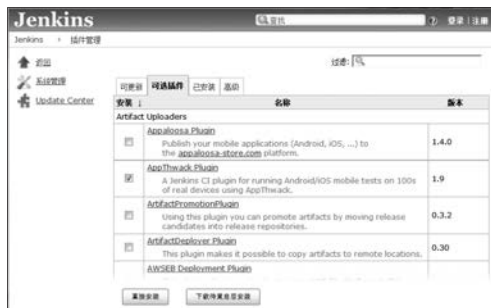 Jenkins
查找
登录 | 注册
Jenkins › 插件管理
返回
系统管理
Update Center
过滤:
可更新 可选插件 已安装 高级
安装 ↓ 名称 版本
Artifact Uploaders
Appaloosa Plugin
Publish your mobile applications (Android, iOS, ...) to
the appaloosa-store.com platform.
1.4.0
AppThwack Plugin
A Jenkins CI plugin for running Android/iOS mobile tests on 100s
of real devices using AppThwack.
1.9
ArtifactPromotionPlugin
Using this plugin you can promote artifacts by moving release
candidates into release repositories.
0.3.2
ArtifactDeployer Plugin
This plugin makes it possible to copy artifacts to remote locations.
0.30
AWSEB Deployment Plugin
直接安装 下载待重启后安装